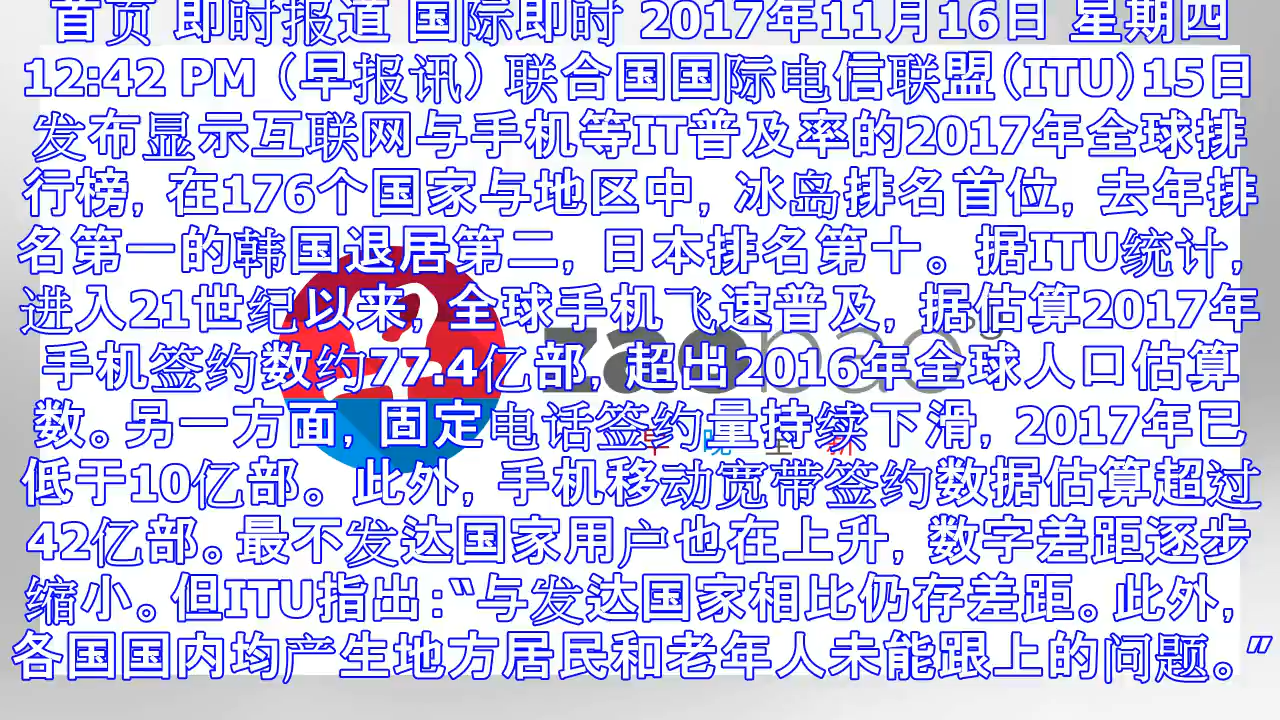 首页 即时报道 国际即时 2017年11月16日 星期四
12:42 PM（早报讯）联合国国际电信联盟(ITU)15日
发布显示互联网与手机等IT普及率的2017年全球排
行榜, 在176个国家与地区中, 冰岛排名首位, 去年排
名第一的韩国退居第二, 日本排名第十。据ITU统计,
进入21世纪以来, 全球手机飞速普及, 据估算2017年
手机签约数约77.4亿部, 超出2016年全球人口估算
数。另一方面, 固定电话签约量持续下滑, 2017年已
低于10亿部。此外, 手机移动宽带签约数据估算超过
42亿部。最不发达国家用户也在上升, 数字差距逐步
缩小。但ITU指出:“与发达国家相比仍存差距。此外,
各国国内均产生地方居民和老年人未能跟上的问题。”
zaobao
早 晚 上 新